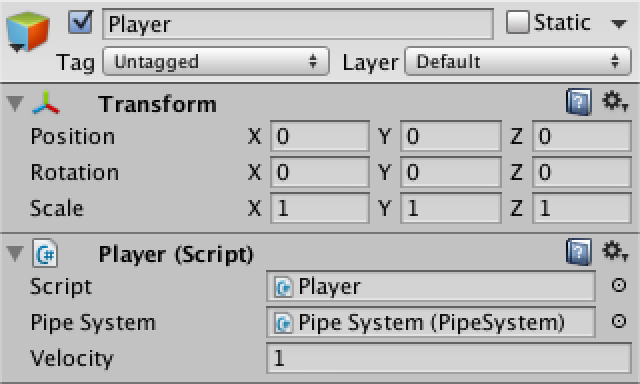 Player Static
Tag Untagged Layer Default
Transform
Position X 0 Y 0 Z 0
Rotation X 0 Y 0 Z 0
Scale X 1 Y 1 Z 1
C# Player (Script)
Script C# Player
Pipe System C# Pipe System (PipeSystem)
Velocity 1